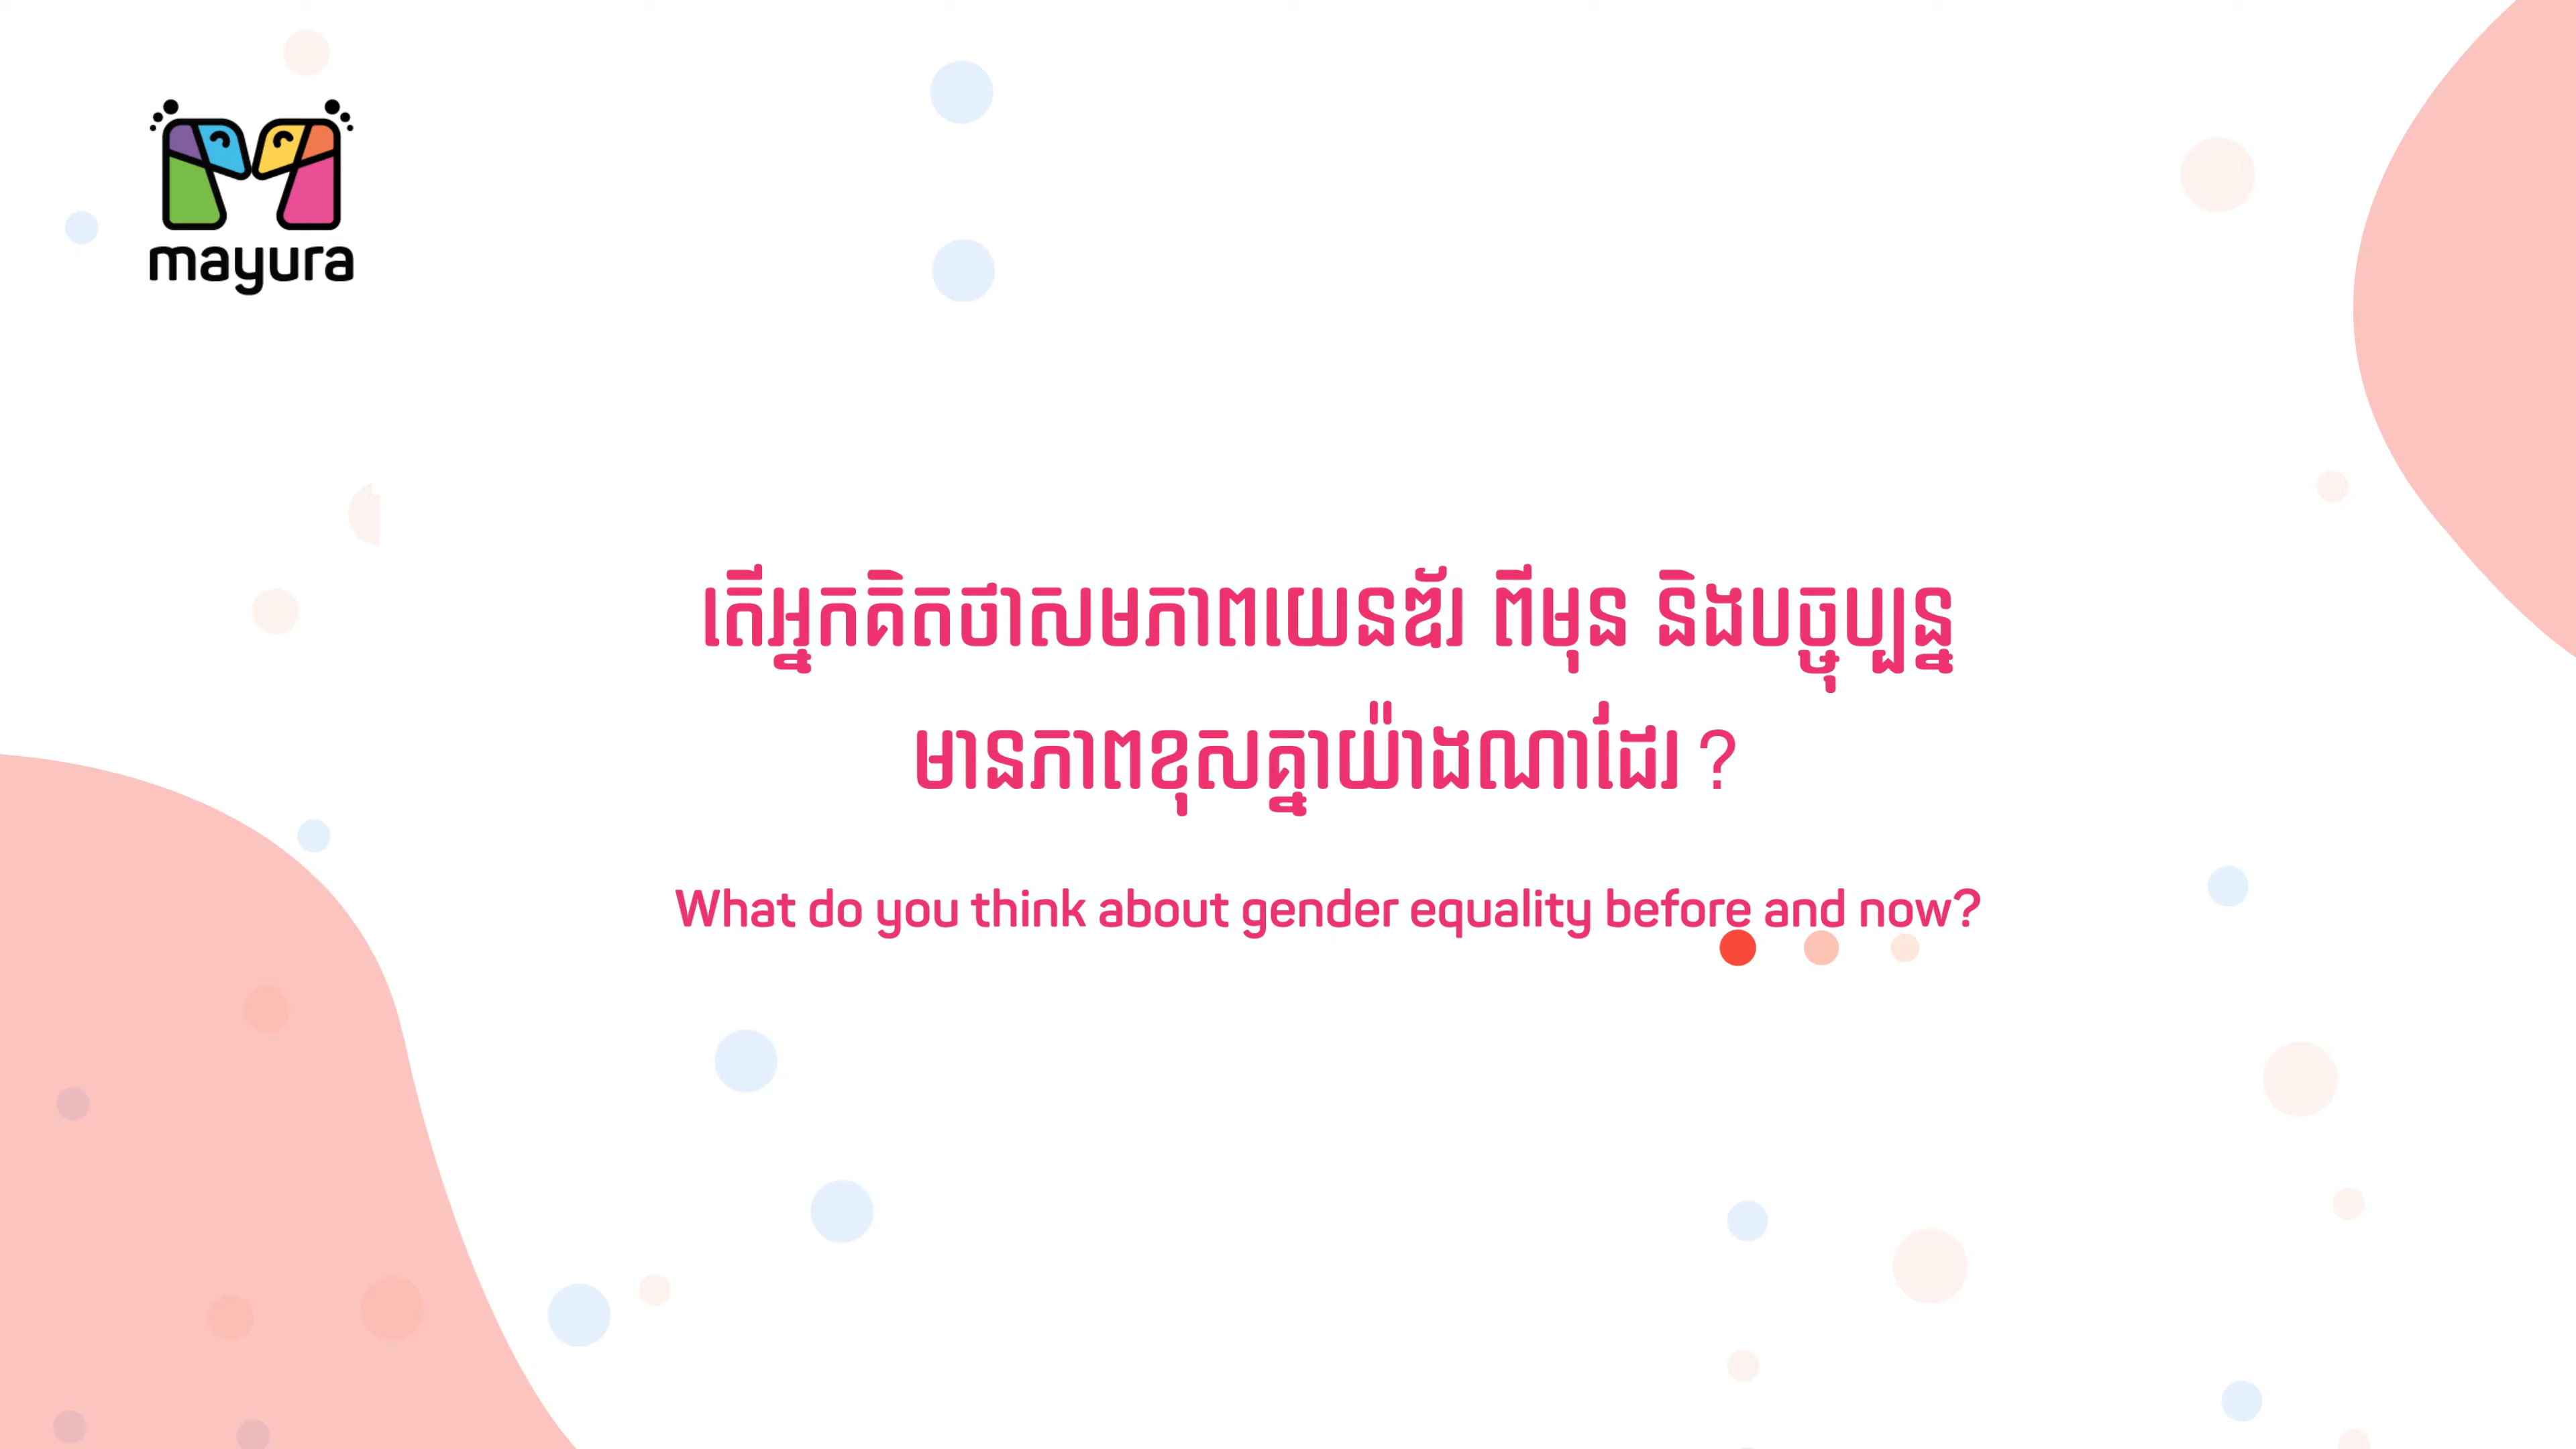 mayura
តើអ្នកគិតថាសមភាពយេនឌ័រ ពីមុន និងបច្ចុប្បន្ន
មានភាពខុសគ្នាយ៉ាងណាដែរ់ ?
What do you think about gender equality before and now?